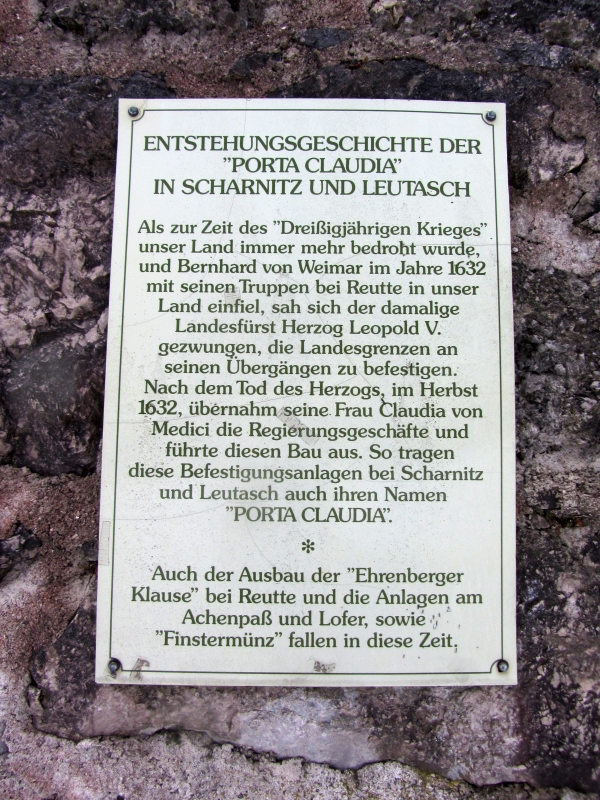 ENTSTEHUNGSGESCHICHTE DER
"PORTA CLAUDIA"
IN SCHARNITZ UND LEUTASCH
Als zur Zeit des "Dreißigjährigen Krieges"
unser Land immer mehr bedroht wurde,
und Bernhard von Weimar im Jahre 1632
mit seinen Truppen bei Reutte in unser
Land einfiel, sah sich der damalige
Landesfürst Herzog Leopold V.
gezwungen, die Landesgrenzen an
seinen Übergängen zu befestigen.
Nach dem Tod des Herzogs, im Herbst
1632, übernahm seine Frau Claudia von
Medici die Regierungsgeschäfte und
führte diesen Bau aus. So tragen
diese Befestigungsanlagen bei Scharnitz
und Leutasch auch ihren Namen
"PORTA CLAUDIA".
*
Auch der Ausbau der "Ehrenberger
Klause" bei Reutte und die Anlagen am
Achenpaß und Lofer, sowie
"Finstermünz" fallen in diese Zeit.